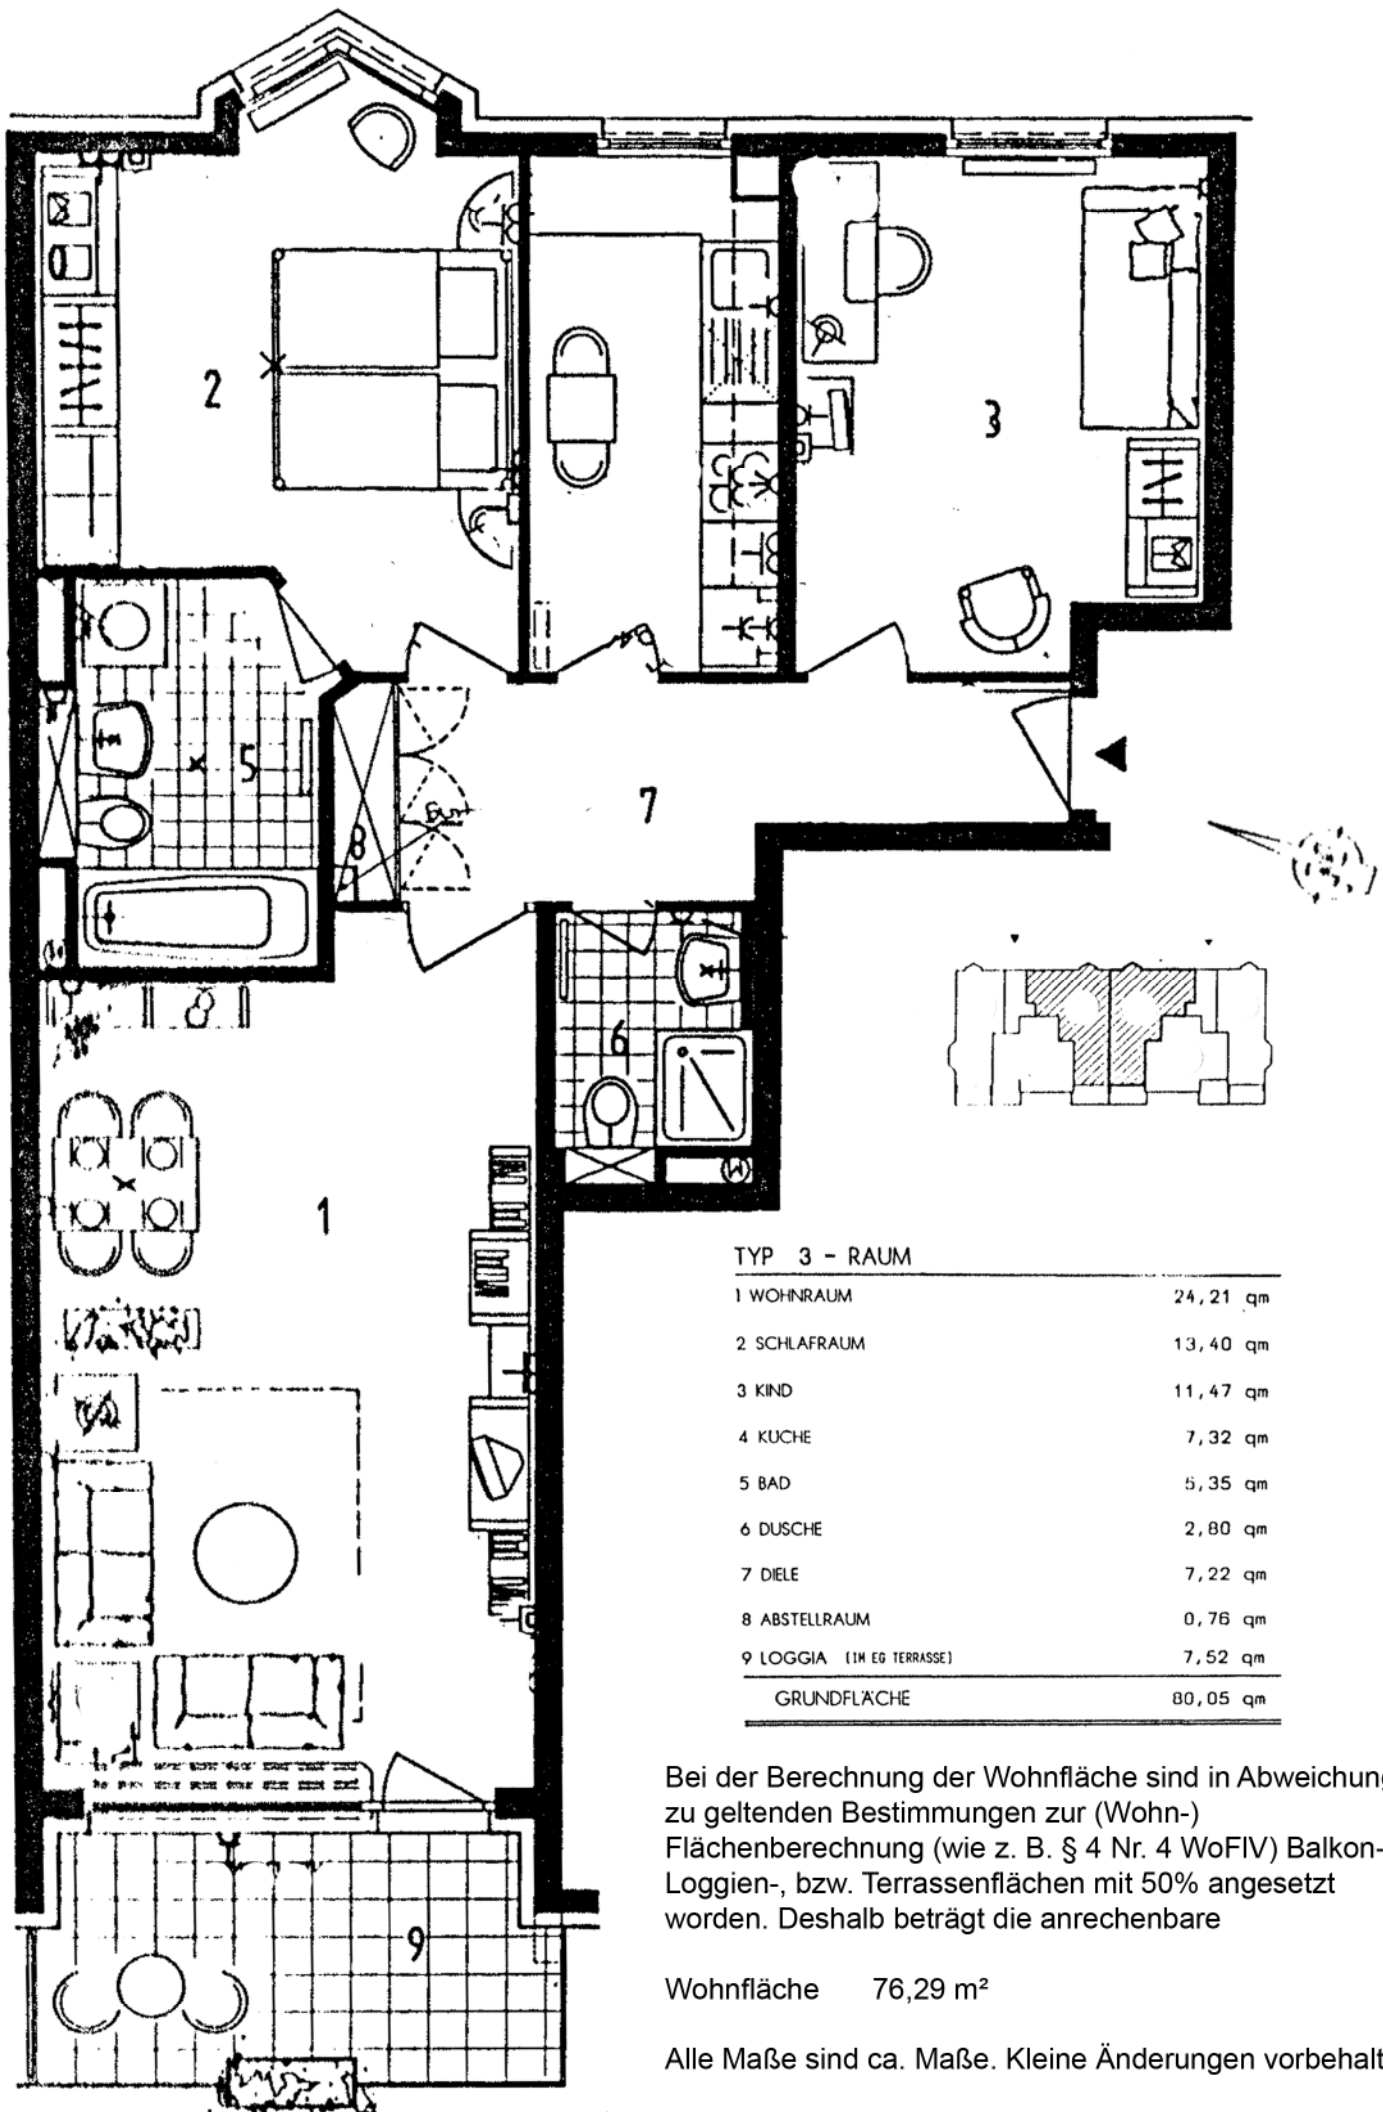 2
3
5
7
8
6
1
9
TYP 3 - RAUM
1 WOHNRAUM 24,21 qm
2 SCHLAFRAUM 13,40 qm
3 KIND 11,47 qm
4 KÜCHE 7,32 qm
5 BAD 5,35 qm
6 DUSCHE 2,80 qm
7 DIELE 7,22 qm
8 ABSTELLRAUM 0,76 qm
9 LOGGIA (IM EG TERRASSE) 7,52 qm
GRUNDFLÄCHE 80,05 qm
Bei der Berechnung der Wohnfläche sind in Abweichung
zu geltenden Bestimmungen zur (Wohn-)
Flächenberechnung (wie z. B. § 4 Nr. 4 WoFlV) Balkon-
Loggien-, bzw. Terrassenflächen mit 50% angesetzt
worden. Deshalb beträgt die anrechenbare
Wohnfläche 76,29 m²
Alle Maße sind ca. Maße. Kleine Änderungen vorbehalt